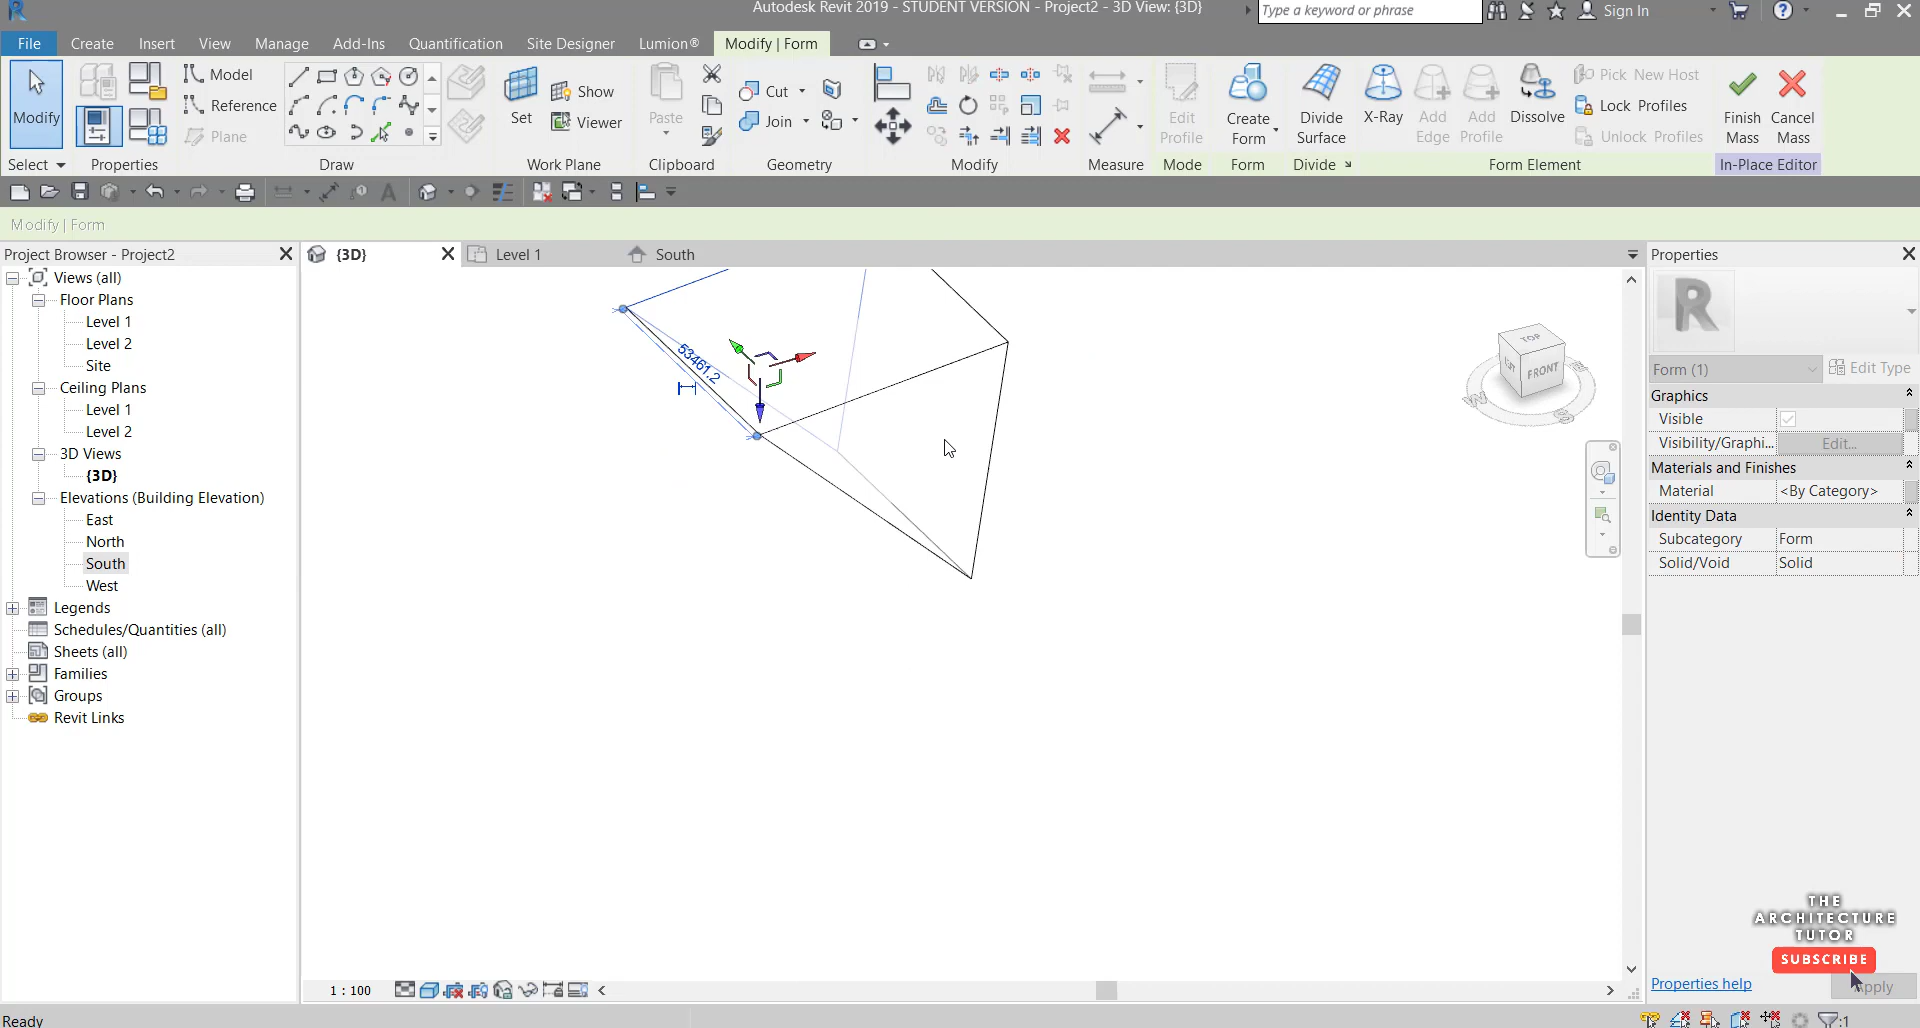 Autodesk Revit 2019 - STUDENT VERSION - Project2 - 3D View: {3D}
Type a keyword or phrase
Sign In
File Create Insert View Manage Add-Ins Quantification Site Designer Lumion® Modify | Form
Modify
Model
Reference
Plane
Set
Show
Viewer
Paste
Cut
Join
Edit Profile
Create Form
Divide Surface
X-Ray
Add Edge
Add Profile
Dissolve
Pick New Host
Lock Profiles
Unlock Profiles
Finish Mass
Cancel Mass
Select Properties Draw Work Plane Clipboard Geometry Modify Measure Mode Form Divide Form Element In-Place Editor
Modify | Form
Project Browser - Project2
{3D}
Level 1
South
Properties
Views (all)
Floor Plans
Level 1
Level 2
Site
Ceiling Plans
Level 1
Level 2
3D Views
{3D}
Elevations (Building Elevation)
East
North
South
West
Legends
Schedules/Quantities (all)
Sheets (all)
Families
Groups
Revit Links
53461.2
TOP
FRONT
W
S
R
Form (1)
Edit Type
Graphics
Visible
Visibility/Graphi... Edit...
Materials and Finishes
Material <By Category>
Identity Data
Subcategory Form
Solid/Void Solid
THE
ARCHITECTURE
TUTOR
SUBSCRIBE
Properties help
1 : 100
Ready
:1